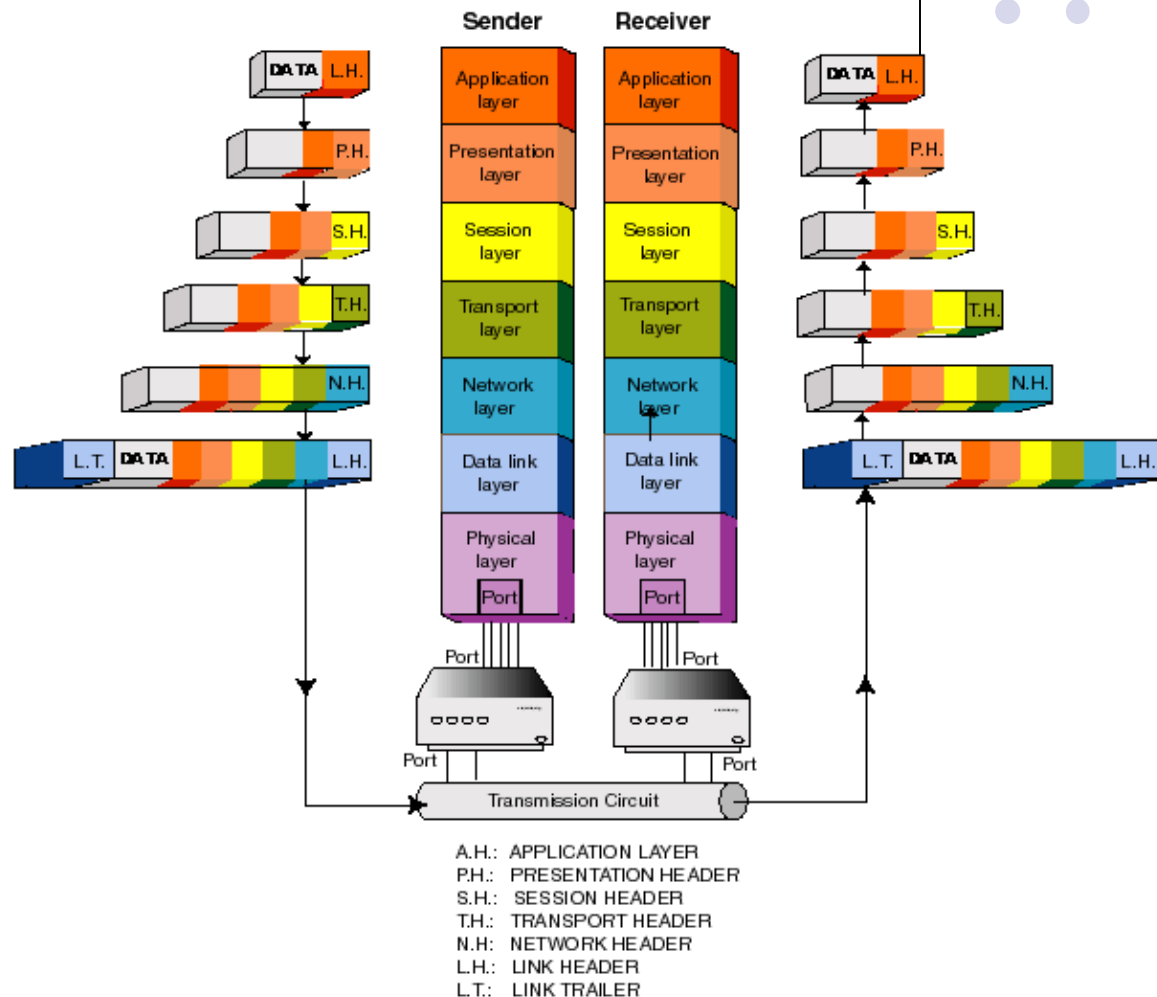 Sender
Receiver
DATA L.H.
P.H.
S.H.
T.H.
N.H.
L.T. DATA L.H.
Application
layer
Presentation
layer
Session
layer
Transport
layer
Network
layer
Data link
layer
Physical
layer
Port
Application
layer
Presentation
layer
Session
layer
Transport
layer
Network
layer
Data link
layer
Physical
layer
Port
DATA L.H.
P.H.
S.H.
T.H.
N.H.
L.T. DATA L.H.
Port
Port
Port
Port
Transmission Circuit
A.H.: APPLICATION LAYER
P.H.: PRESENTATION HEADER
S.H.: SESSION HEADER
T.H.: TRANSPORT HEADER
N.H: NETWORK HEADER
L.H.: LINK HEADER
L.T.: LINK TRAILER